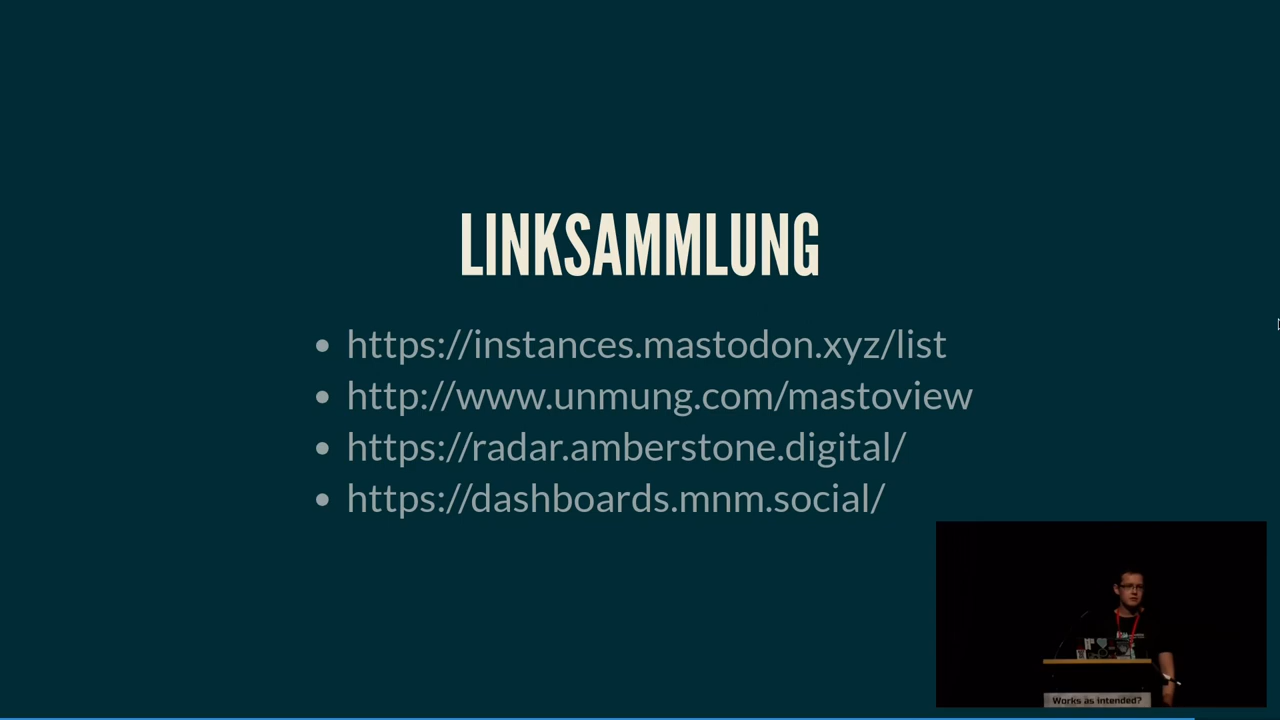 LINKSAMMLUNG
https://instances.mastodon.xyz/list
http://www.unmung.com/mastoview
https://radar.amberstone.digital/
https://dashboards.mnm.social/
Works as intended?